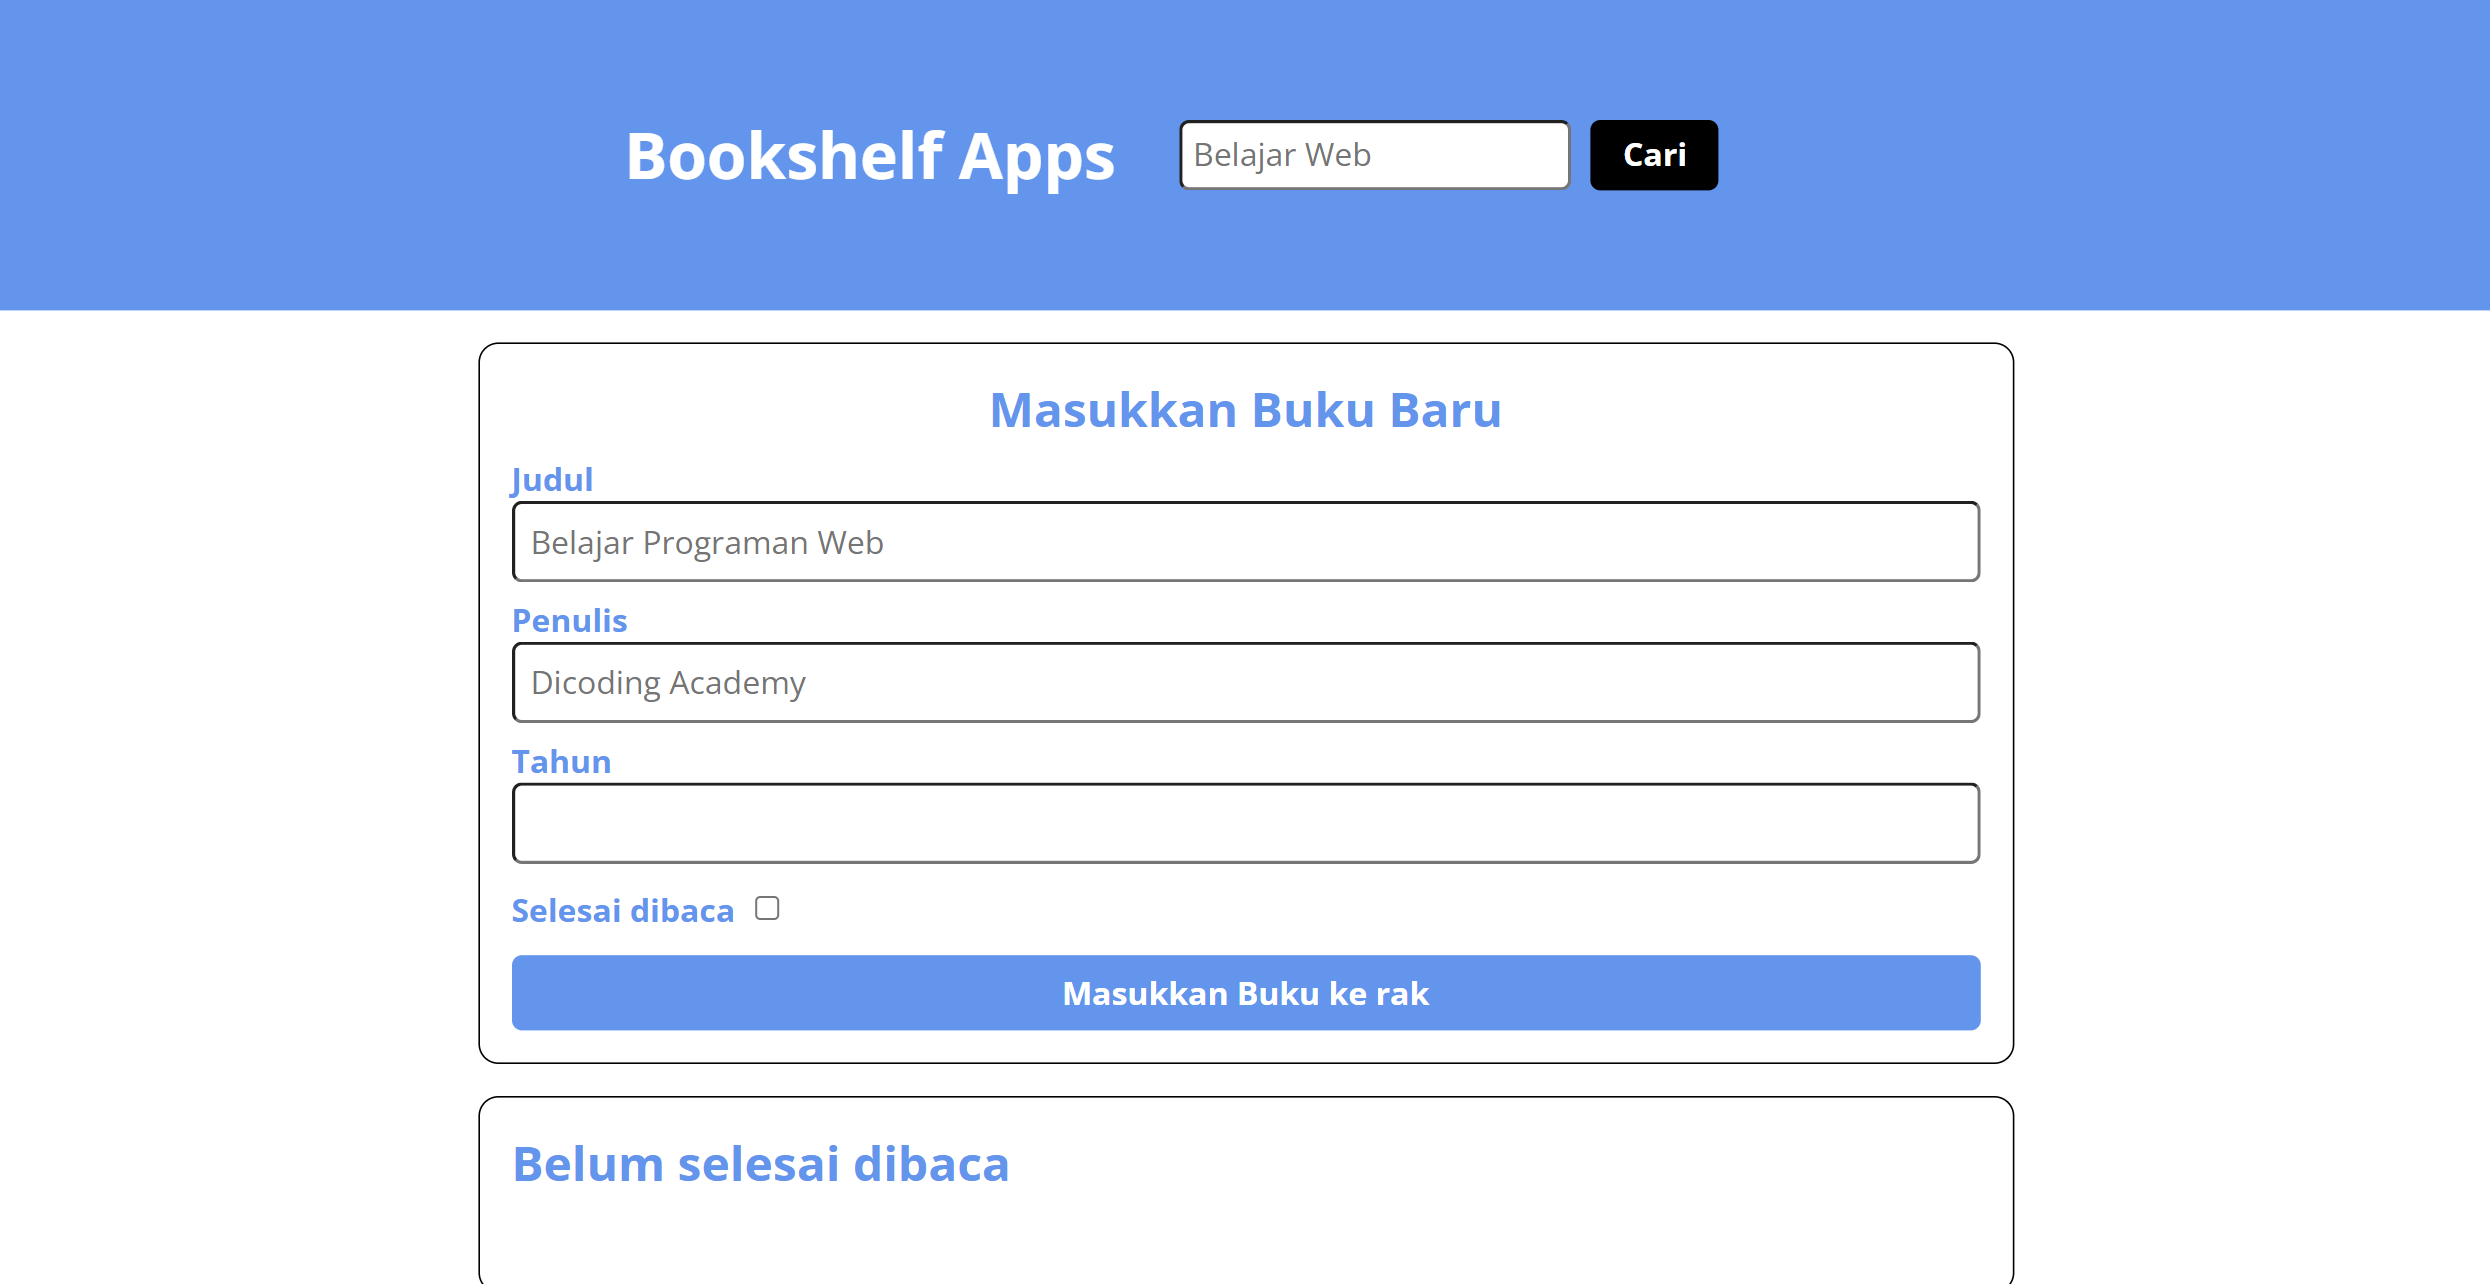 Bookshelf Apps
Belajar Web
Cari
Masukkan Buku Baru
Judul
Belajar Programan Web
Penulis
Dicoding Academy
Tahun
Selesai dibaca
Masukkan Buku ke rak
Belum selesai dibaca